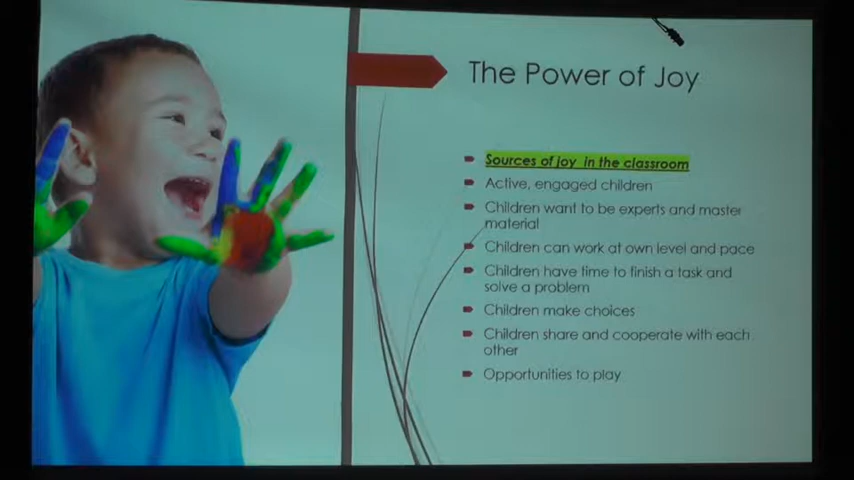 The Power of Joy
Sources of joy in the classroom
Active, engaged children
Children want to be experts and master
material
Children can work at own level and pace
Children have time to finish a task and
solve a problem
Children make choices
Children share and cooperate with each
other
Opportunities to play